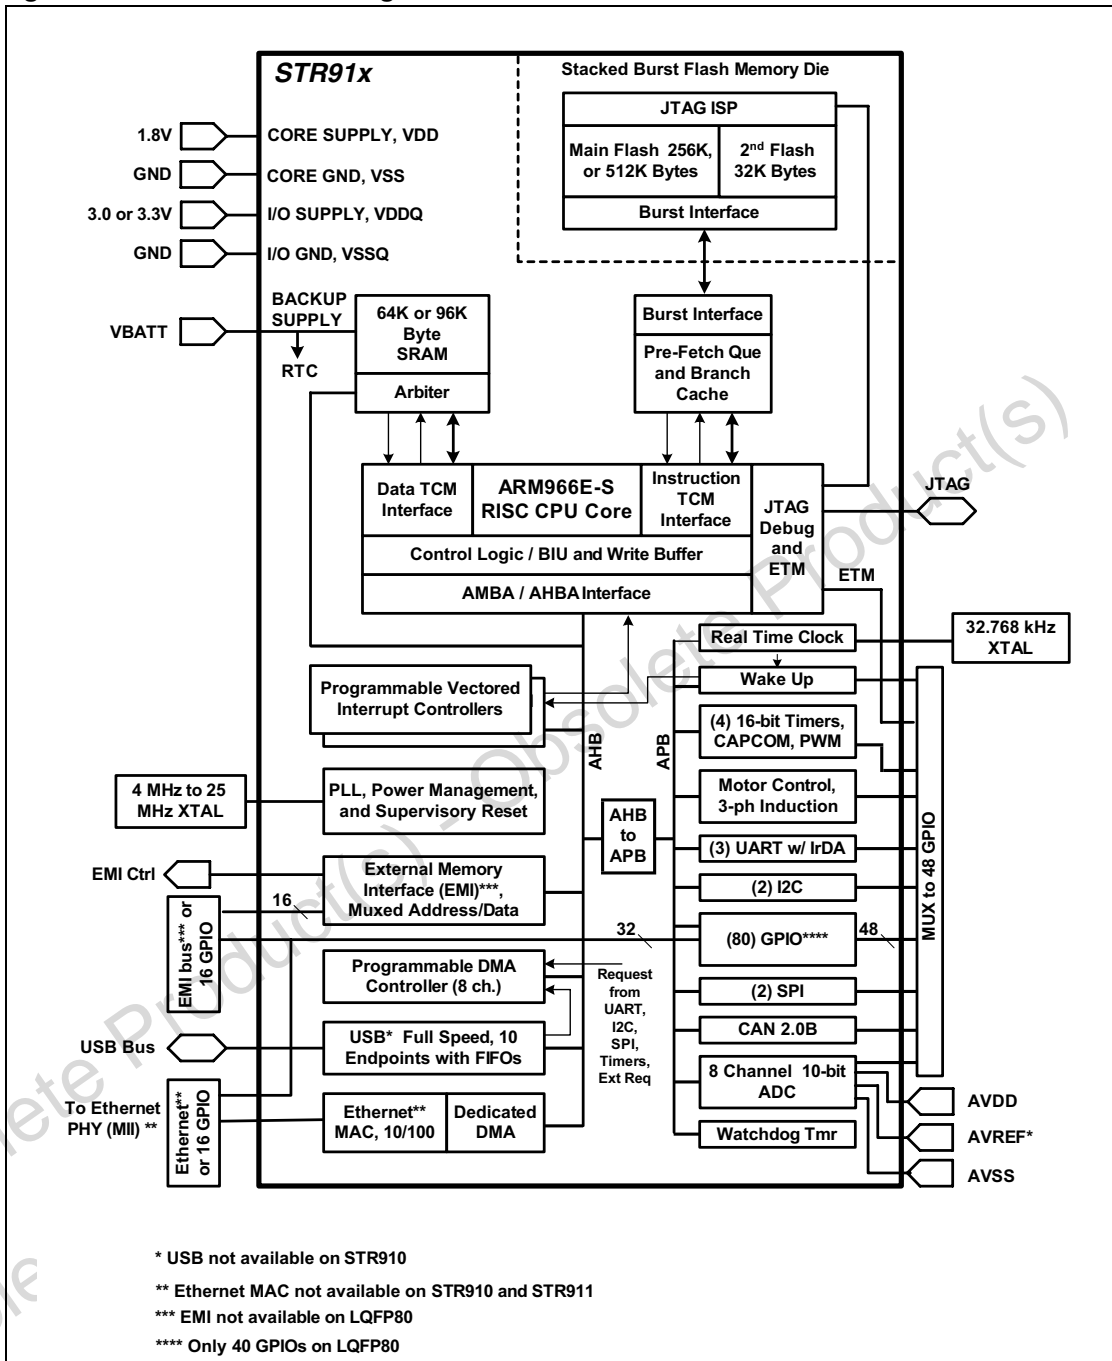 STR91x
Stacked Burst Flash Memory Die
JTAG ISP
Main Flash 256K,
or 512K Bytes
2nd Flash
32K Bytes
Burst Interface
1.8V
CORE SUPPLY, VDD
GND
CORE GND, VSS
3.0 or 3.3V
I/O SUPPLY, VDDQ
GND
I/O GND, VSSQ
VBATT
BACKUP
SUPPLY
RTC
64K or 96K
Byte
SRAM
Arbiter
Burst Interface
Pre-Fetch Que
and Branch
Cache
Data TCM
Interface
ARM966E-S
RISC CPU Core
Instruction
TCM
Interface
JTAG
Debug
and
ETM
JTAG
Control Logic / BIU and Write Buffer
AMBA / AHBA Interface
ETM
Real Time Clock
32.768 kHz
XTAL
Wake Up
Programmable Vectored
Interrupt Controllers
AHB
APB
(4) 16-bit Timers,
CAPCOM, PWM
4 MHz to 25
MHz XTAL
PLL, Power Management,
and Supervisory Reset
Motor Control,
3-ph Induction
AHB
to
APB
(3) UART w/ IrDA
MUX to 48 GPIO
EMI Ctrl
External Memory
Interface (EMI)***,
Muxed Address/Data
(2) I2C
16
EMI bus*** or
16 GPIO
32
(80) GPIO****
48
Programmable DMA
Controller (8 ch.)
Request
from
UART,
I2C,
SPI,
Timers,
Ext Req
(2) SPI
USB Bus
USB* Full Speed, 10
Endpoints with FIFOs
CAN 2.0B
8 Channel 10-bit
ADC
To Ethernet
PHY (MII) **
Ethernet**
or 16 GPIO
Ethernet**
MAC, 10/100
Dedicated
DMA
Watchdog Tmr
AVDD
AVREF*
AVSS
* USB not available on STR910
** Ethernet MAC not available on STR910 and STR911
*** EMI not available on LQFP80
**** Only 40 GPIOs on LQFP80
Obsolete Product(s) - Obsolete Product(s)